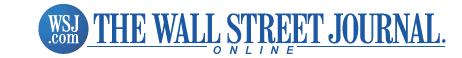 WSJ
.com
THE WALL STREET JOURNAL.
ONLINE